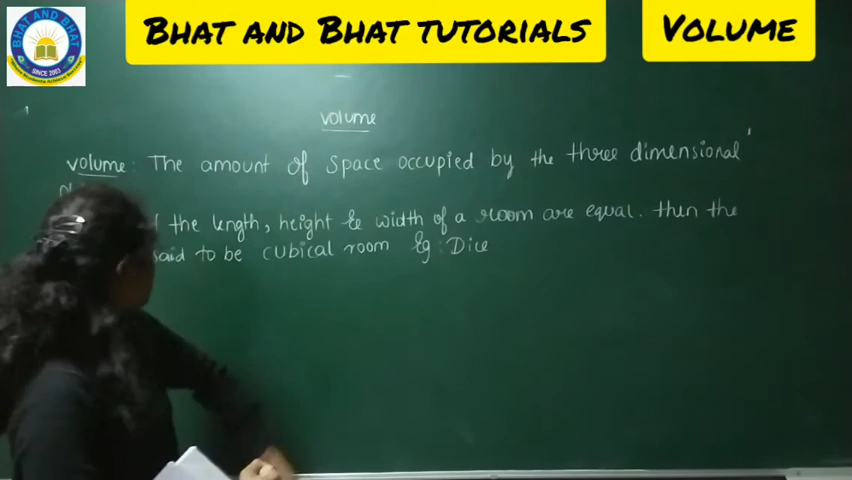 BHAT AND BHAT TUTORIALS
VOLUME
BHAT AND BHAT
SINCE 2003
volume
volume: The amount of space occupied by the three dimensional
the length, height & width of a room are equal. then the
said to be cubical room Eg: Dice